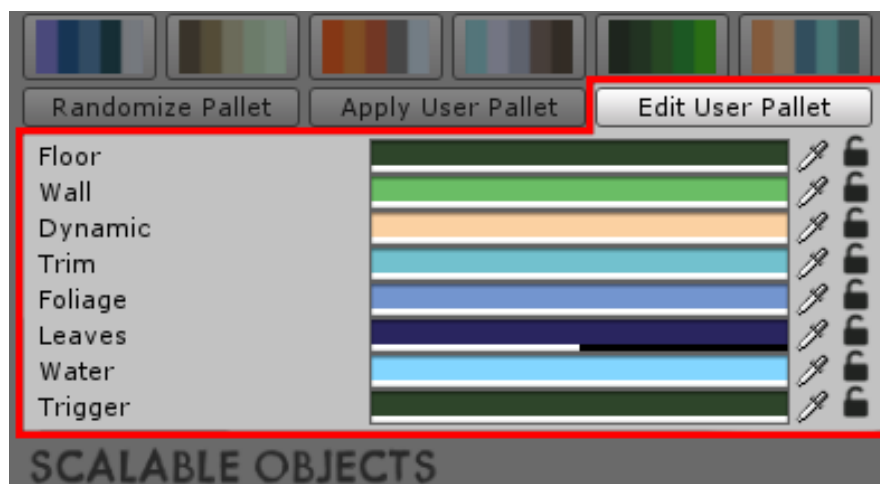 Randomize Pallet Apply User Pallet Edit User Pallet
Floor
Wall
Dynamic
Trim
Foliage
Leaves
Water
Trigger
SCALABLE OBJECTS